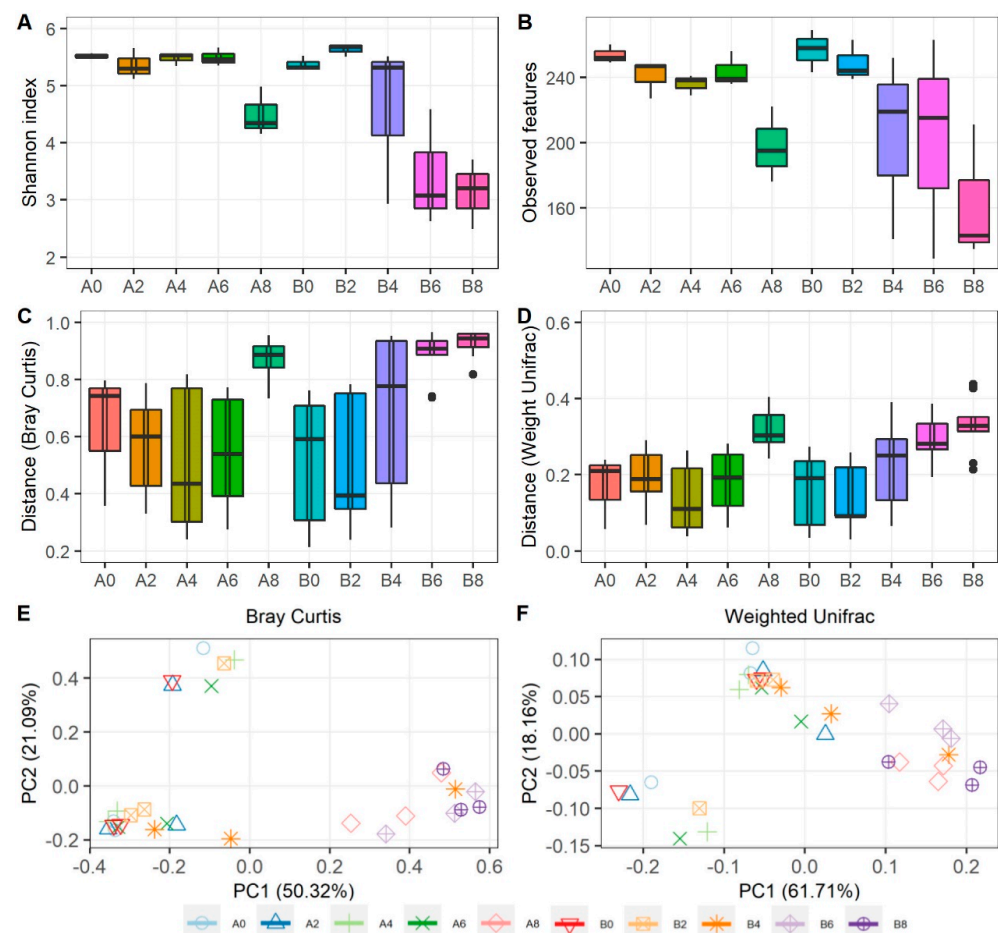 A
B
Shannon index
6
5
4
3
2
A0 A2 A4 A6 A8 B0 B2 B4 B6 B8
Observed features
240
200
160
A0 A2 A4 A6 A8 B0 B2 B4 B6 B8
C
D
Distance (Bray Curtis)
1.0
0.8
0.6
0.4
0.2
A0 A2 A4 A6 A8 B0 B2 B4 B6 B8
Distance (Weight Unifrac)
0.6
0.4
0.2
0.0
A0 A2 A4 A6 A8 B0 B2 B4 B6 B8
E
Bray Curtis
F
Weighted Unifrac
PC2 (21.09%)
0.4
0.2
0.0
-0.2
0.4 -0.2 0.0 0.2 0.4 0.6
PC1 (50.32%)
PC2 (18.16%)
0.10
0.05
0.00
-0.05
-0.10
-0.15
-0.2 -0.1 0.0 0.1 0.2
PC1 (61.71%)
A0 A2 A4 A6 A8 B0 B2 B4 B6 B8